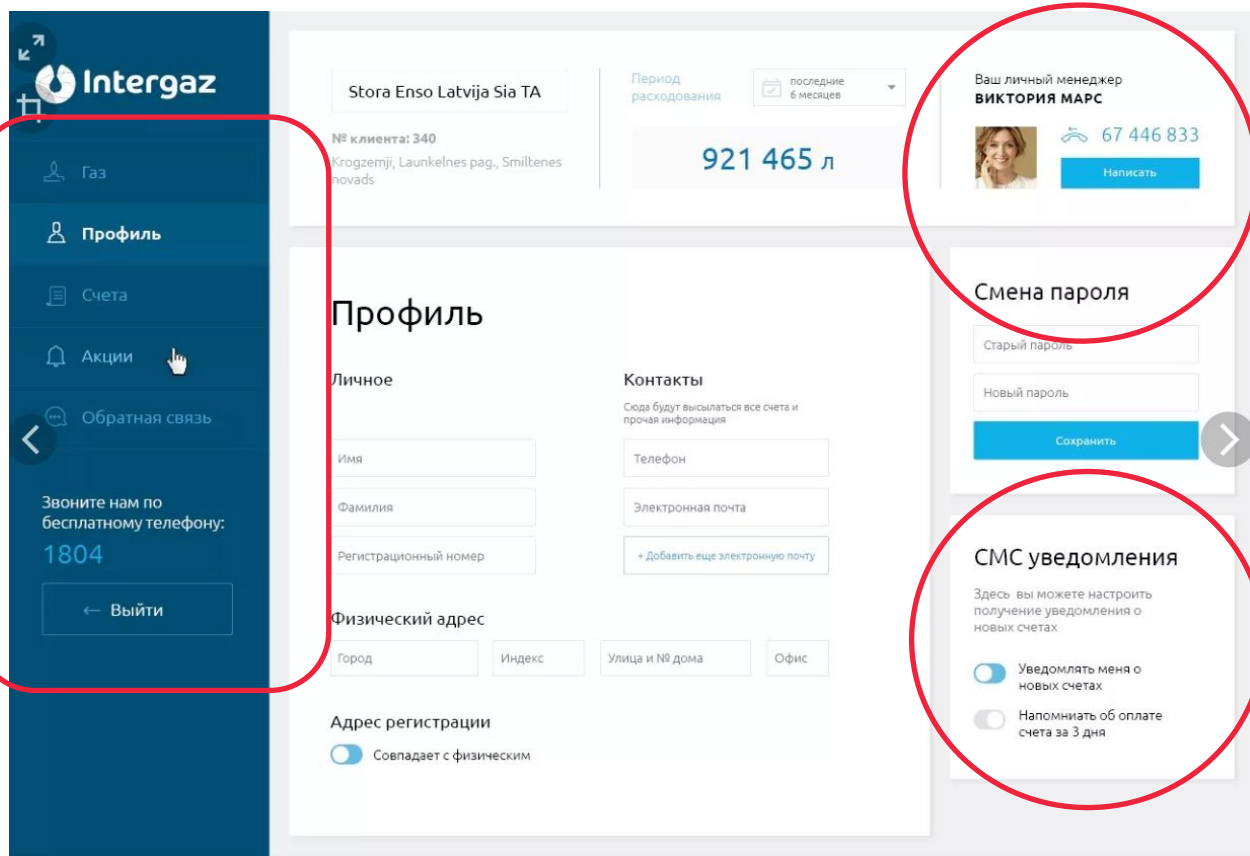 Intergaz
Газ
Профиль
Счета
Акции
Обратная связь
Звоните нам по
бесплатному телефону:
1804
← Выйти
Stora Enso Latvija Sia TA
№ клиента: 340
Krogzemji, Launkelnes pag., Smiltenes
novads
Период
расходования
последние
6 месяцев
921 465 л
Ваш личный менеджер
ВИКТОРИЯ МАРС
67 446 833
Написать
Профиль
Личное
Имя
Фамилия
Регистрационный номер
Контакты
Сюда будут высылаться все счета и
прочая информация
Телефон
Электронная почта
+ Добавить еще электронную почту
Физический адрес
Город
Индекс
Улица и № дома
Офис
Адрес регистрации
Совпадает с физическим
Смена пароля
Старый пароль
Новый пароль
Сохранить
СМС уведомления
Здесь вы можете настроить
получение уведомления о
новых счетах
Уведомлять меня о
новых счетах
Напомниать об оплате
счета за 3 дня